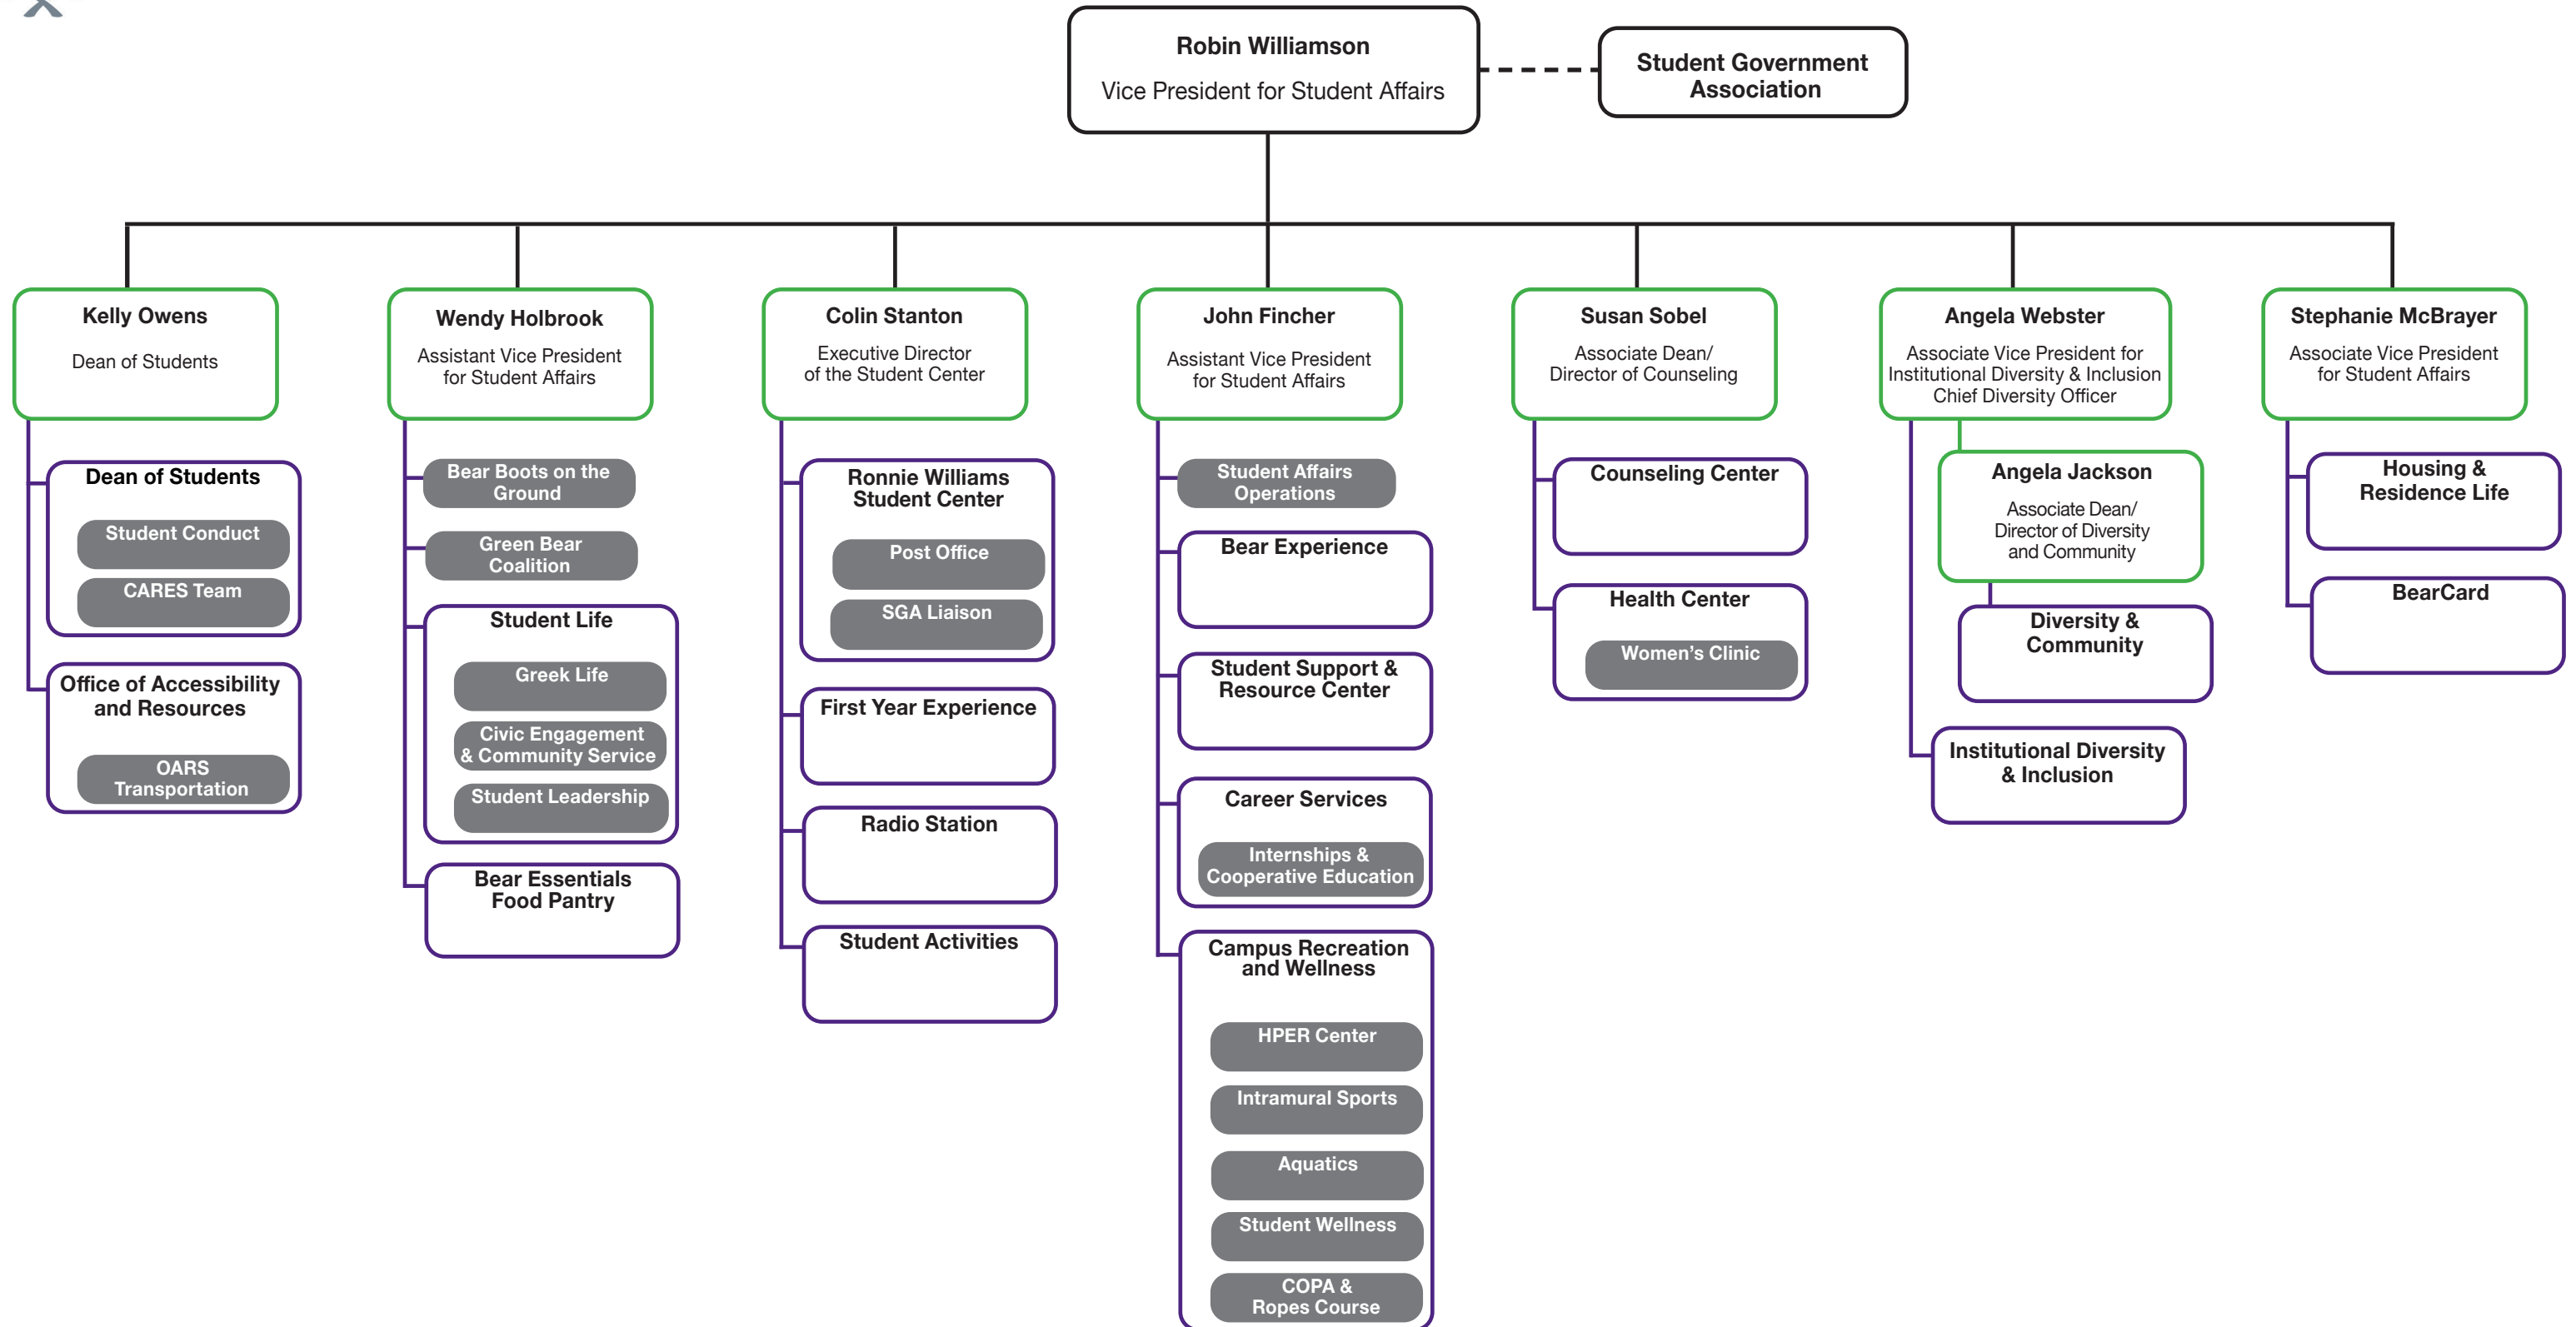 Robin Williamson
Vice President for Student Affairs
Student Government
Association
Kelly Owens
Dean of Students
Dean of Students
Student Conduct
CARES Team
Office of Accessibility
and Resources
OARS
Transportation
Wendy Holbrook
Assistant Vice President
for Student Affairs
Bear Boots on the
Ground
Green Bear
Coalition
Student Life
Greek Life
Civic Engagement
& Community Service
Student Leadership
Bear Essentials
Food Pantry
Colin Stanton
Executive Director
of the Student Center
Ronnie Williams
Student Center
Post Office
SGA Liaison
First Year Experience
Radio Station
Student Activities
John Fincher
Assistant Vice President
for Student Affairs
Student Affairs
Operations
Bear Experience
Student Support &
Resource Center
Career Services
Internships &
Cooperative Education
Campus Recreation
and Wellness
HPER Center
Intramural Sports
Aquatics
Student Wellness
COPA &
Ropes Course
Susan Sobel
Associate Dean/
Director of Counseling
Counseling Center
Health Center
Women’s Clinic
Angela Webster
Associate Vice President for
Institutional Diversity & Inclusion
Chief Diversity Officer
Angela Jackson
Associate Dean/
Director of Diversity
and Community
Diversity &
Community
Institutional Diversity
& Inclusion
Stephanie McBrayer
Associate Vice President
for Student Affairs
Housing &
Residence Life
BearCard